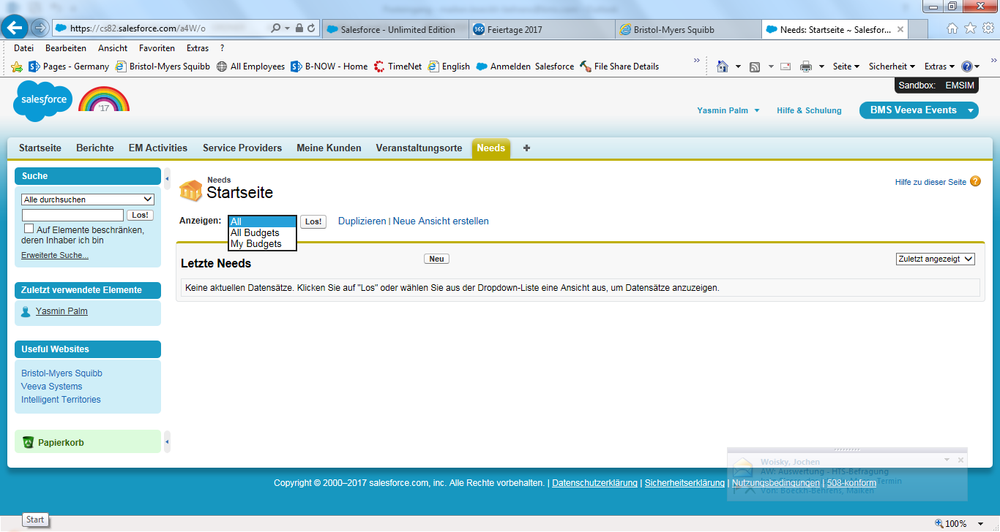 https://cs82.salesforce.com/a4W/o
Salesforce - Unlimited Edition
365 Feiertage 2017
Bristol-Myers Squibb
Needs: Startseite ~ Salesfor...
Datei Bearbeiten Ansicht Favoriten Extras ?
Pages - Germany Bristol-Myers Squibb All Employees B-NOW - Home TimeNet English Anmelden Salesforce File Share Details
Seite Sicherheit Extras
Sandbox: EMSIM
salesforce
'17
Yasmin Palm Hilfe & Schulung BMS Veeva Events
Startseite Berichte EM Activities Service Providers Meine Kunden Veranstaltungsorte Needs +
Suche
Alle durchsuchen
Los!
Auf Elemente beschränken,
deren Inhaber ich bin
Erweiterte Suche...
Zuletzt verwendete Elemente
Yasmin Palm
Useful Websites
Bristol-Myers Squibb
Veeva Systems
Intelligent Territories
Papierkorb
Needs
Startseite
Hilfe zu dieser Seite ?
Anzeigen: All Los! Duplizieren | Neue Ansicht erstellen
All Budgets
My Budgets
Letzte Needs Neu Zuletzt angezeigt
Keine aktuellen Datensätze. Klicken Sie auf "Los" oder wählen Sie aus der Dropdown-Liste eine Ansicht aus, um Datensätze anzuzeigen.
Woisky, Jochen
AW: Auswertung - HTS-Befragung
Termin
Von: Boeckh-Behrens, Maiken
Copyright © 2000–2017 salesforce.com, inc. Alle Rechte vorbehalten. | Datenschutzerklärung | Sicherheitserklärung | Nutzungsbedingungen | 508-konform
Start
100%